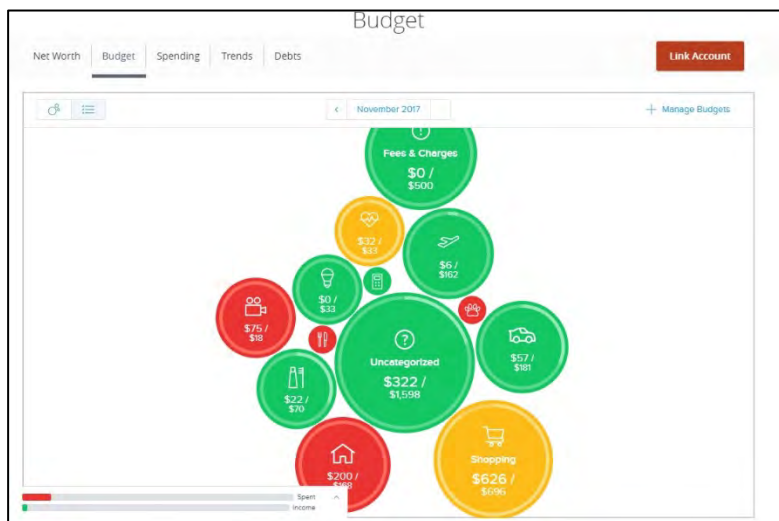 Budget
Net Worth
Budget
Spending
Trends
Debts
Link Account
November 2017
+ Manage Budgets
Fees & Charges
$0 /
$500
$32 /
$33
$6 /
$162
$0 /
$33
$75 /
$18
?
Uncategorized
$322 /
$1,598
$57 /
$181
$22 /
$70
$200 /
$168
Shopping
$626 /
$696
Spent
Income